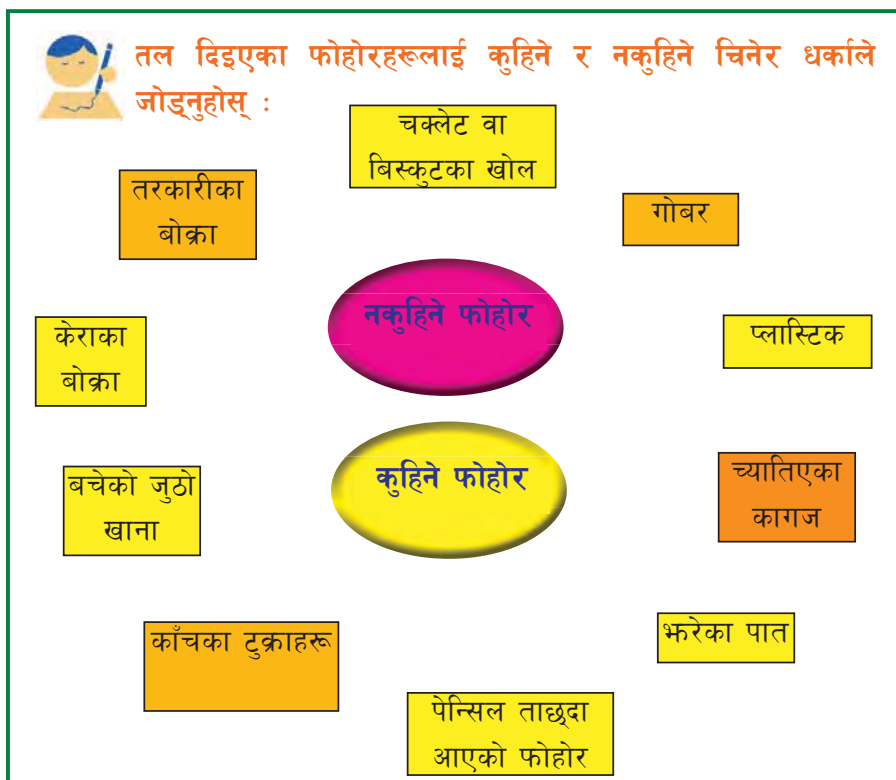 तल दिइएका फोहोरहरूलाई कुहिने र नकुहिने चिनेर धर्काले
जोड्नुहोस् :
चक्लेट वा
बिस्कुटका खोल
तरकारीका
बोक्रा
गोबर
नकुहिने फोहोर
केराका
बोक्रा
प्लास्टिक
कुहिने फोहोर
बचेको जुठो
खाना
च्यातिएका
कागज
काँचका टुक्राहरू
झरेका पात
पेन्सिल ताछ्दा
आएको फोहोर